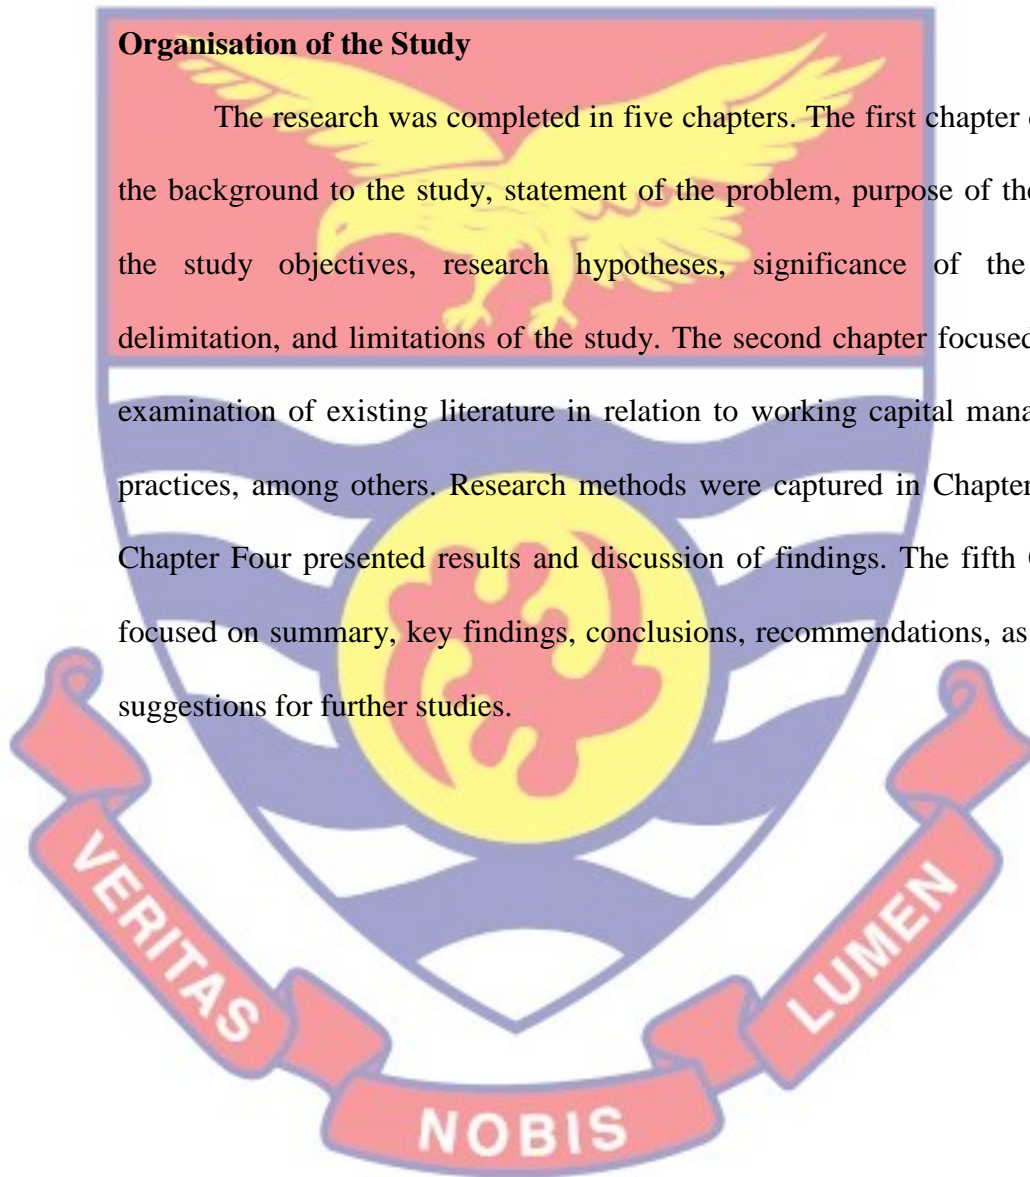 Organisation of the Study
The research was completed in five chapters. The first chapter
the background to the study, statement of the problem, purpose of the
the study objectives, research hypotheses, significance of the
delimitation, and limitations of the study. The second chapter focused
examination of existing literature in relation to working capital mana
practices, among others. Research methods were captured in Chapter
Chapter Four presented results and discussion of findings. The fifth
focused on summary, key findings, conclusions, recommendations, as
suggestions for further studies.
VERITAS
NOBIS
LUMEN